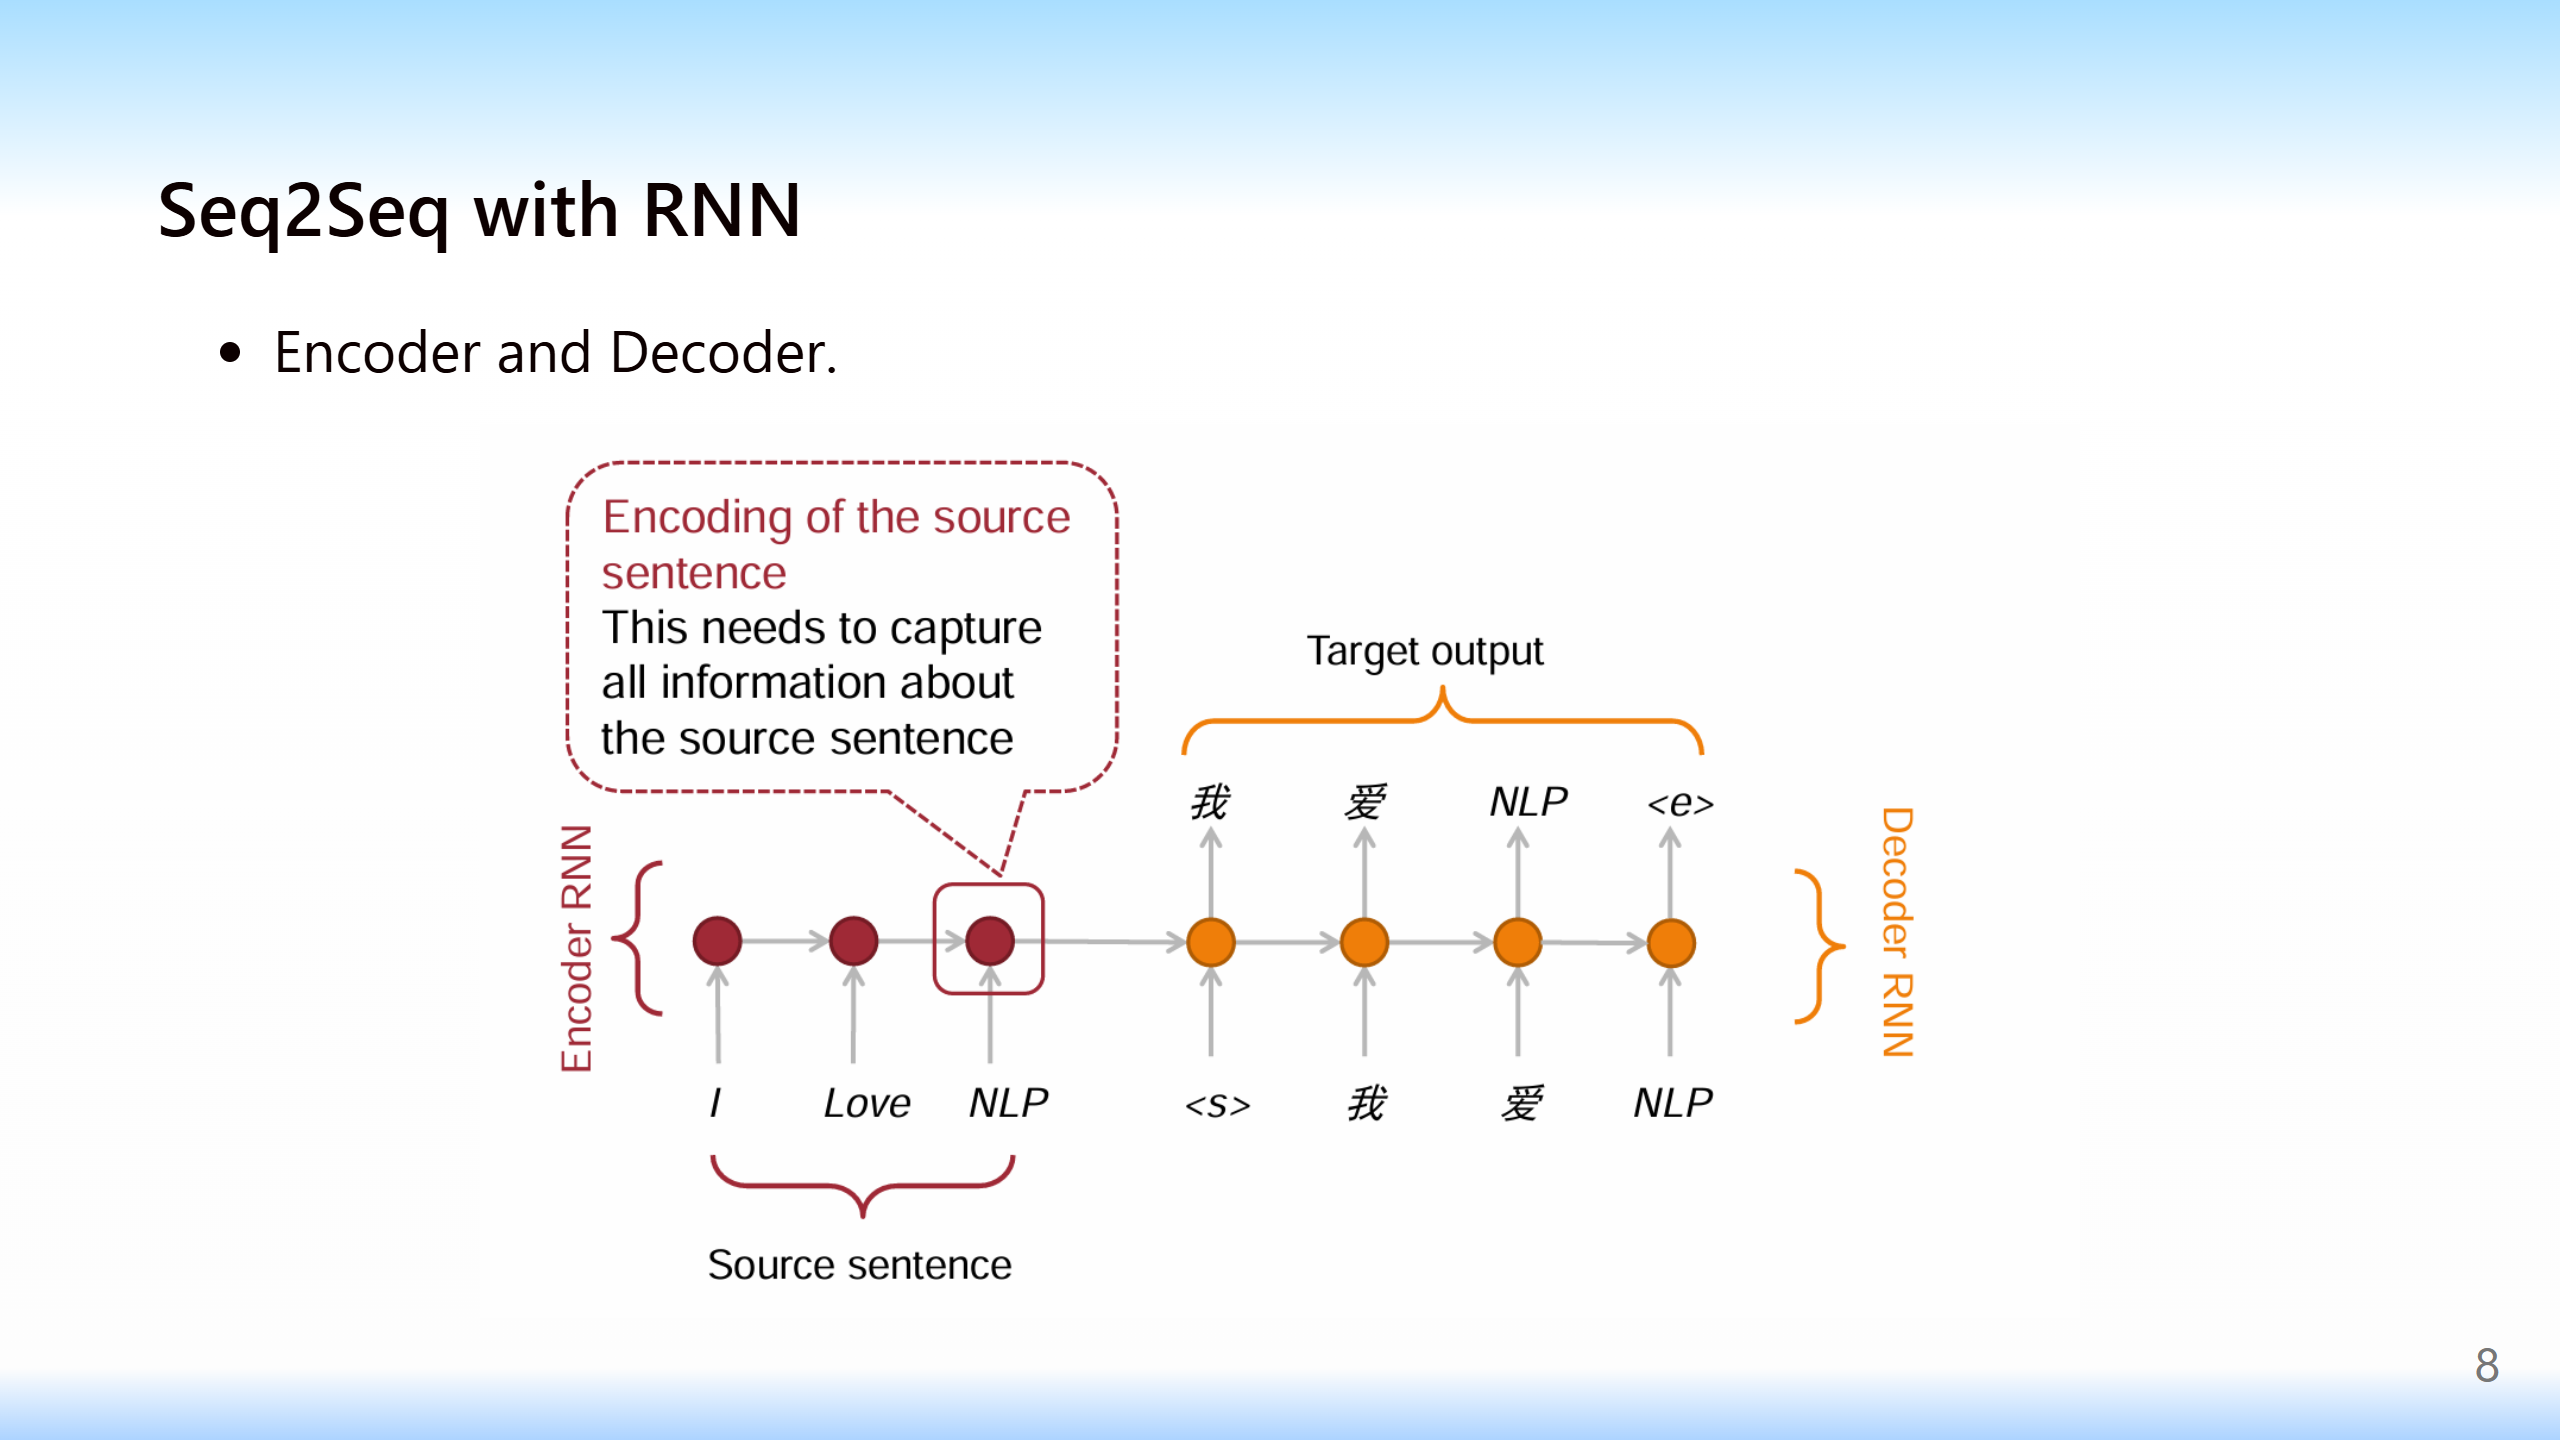 Seq2Seq with RNN
• Encoder and Decoder.
Encoding of the source
sentence
This needs to capture
all information about
the source sentence
Target output
我 爱 NLP <e>
Encoder RNN
Decoder RNN
I Love NLP <s> 我 爱 NLP
Source sentence
8